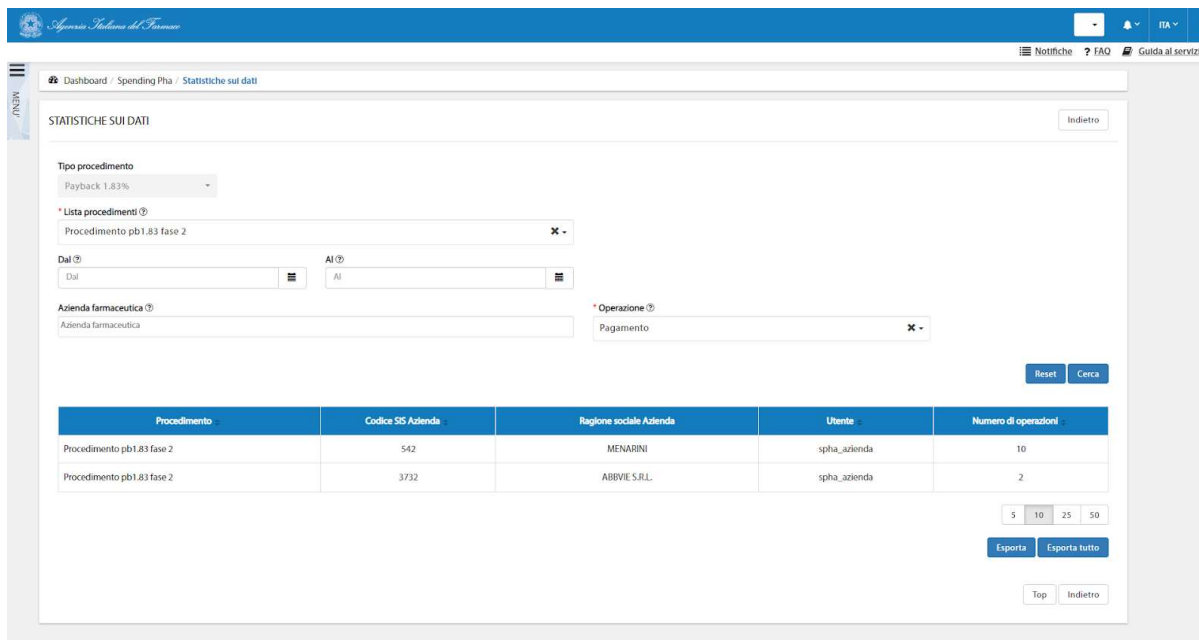 Agenzia Italiana del Farmaco
ITA
Notifiche ? FAQ Guida al serviz
MENU'
Dashboard / Spending Pha / Statistiche sui dati
STATISTICHE SUI DATI Indietro
Tipo procedimento
Payback 1.83%
* Lista procedimenti ?
Procedimento pb1.83 fase 2
Dal ? Al ?
Dal Al
Azienda farmaceutica ? * Operazione ?
Azienda farmaceutica Pagamento
Reset Cerca
Procedimento Codice SIS Azienda Ragione sociale Azienda Utente Numero di operazioni
Procedimento pb1.83 fase 2 542 MENARINI spha_azienda 10
Procedimento pb1.83 fase 2 3732 ABBVIE S.R.L. spha_azienda 2
5 10 25 50
Esporta Esporta tutto
Top Indietro